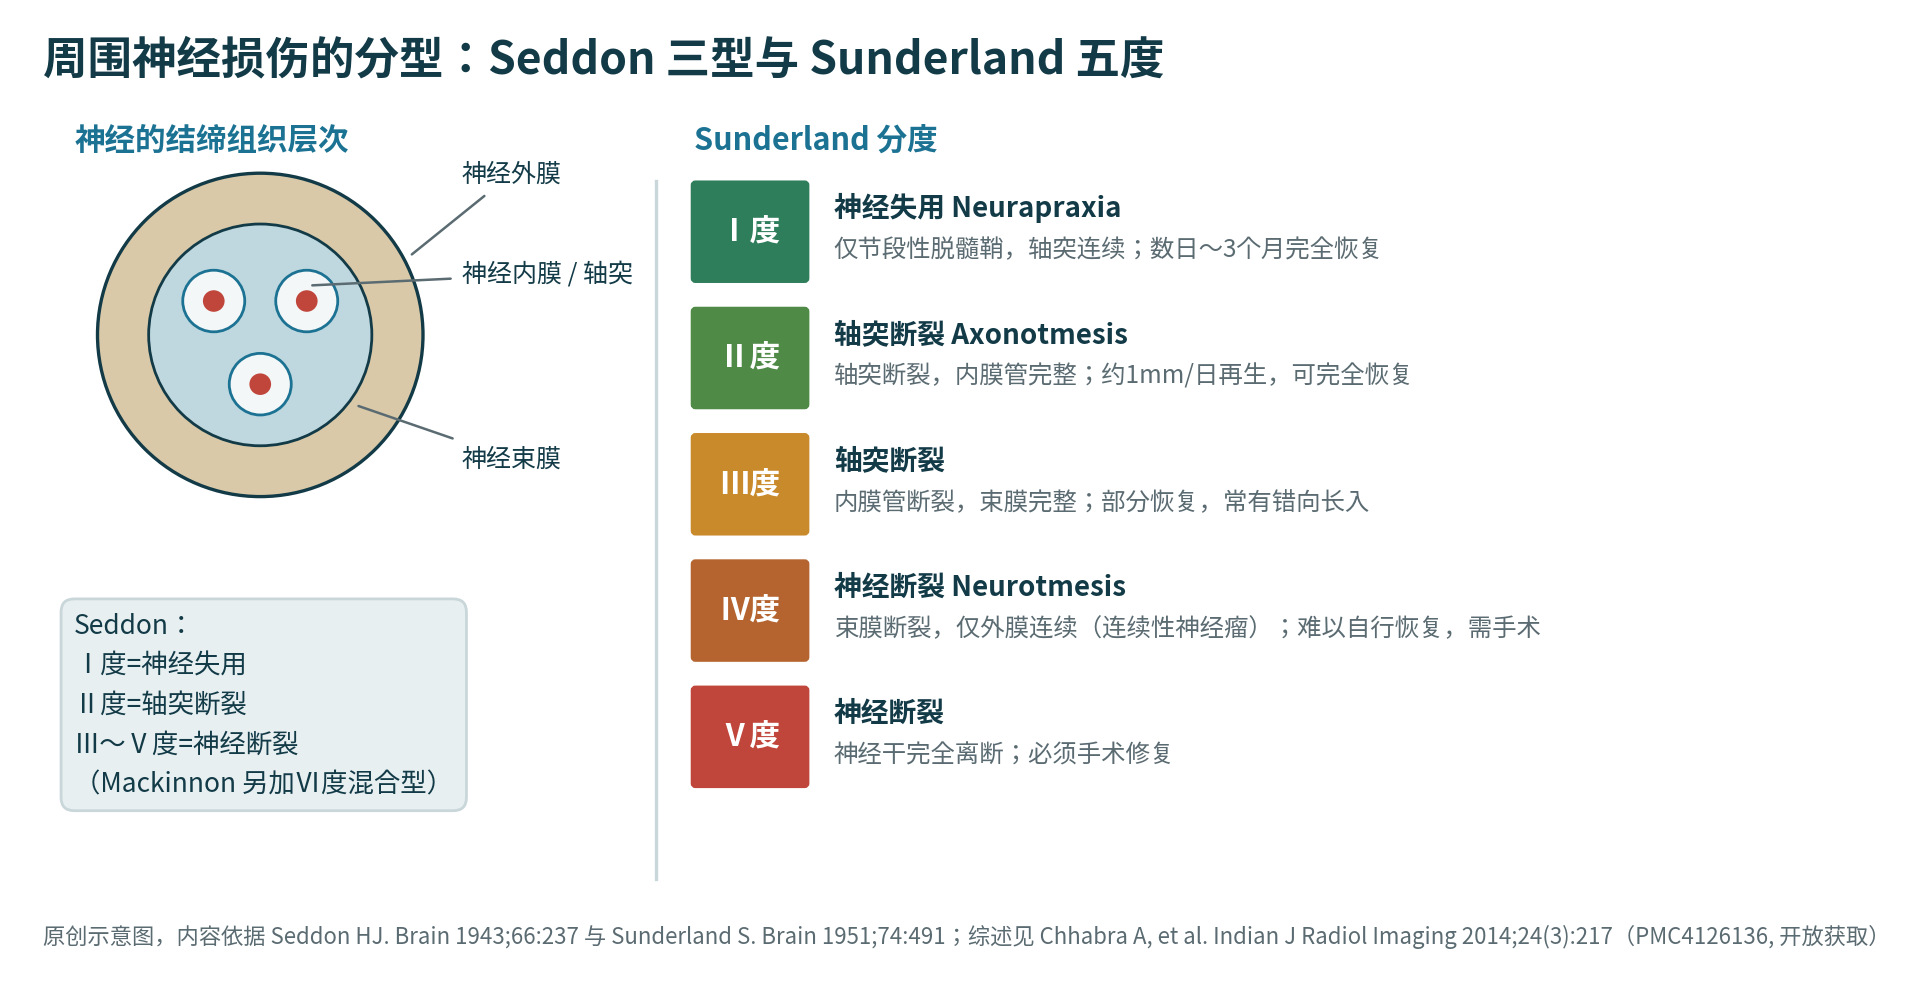 周围神经损伤的分型：Seddon 三型与 Sunderland 五度
神经的结缔组织层次
神经外膜
神经内膜 / 轴突
神经束膜
Seddon：
Ⅰ度=神经失用
Ⅱ度=轴突断裂
Ⅲ～Ⅴ度=神经断裂
（Mackinnon 另加Ⅵ度混合型）
Sunderland 分度
Ⅰ度
神经失用 Neurapraxia
仅节段性脱髓鞘，轴突连续；数日～3个月完全恢复
Ⅱ度
轴突断裂 Axonotmesis
轴突断裂，内膜管完整；约1mm/日再生，可完全恢复
Ⅲ度
轴突断裂
内膜管断裂，束膜完整；部分恢复，常有错向长入
Ⅳ度
神经断裂 Neurotmesis
束膜断裂，仅外膜连续（连续性神经瘤）；难以自行恢复，需手术
Ⅴ度
神经断裂
神经干完全离断；必须手术修复
原创示意图，内容依据 Seddon HJ. Brain 1943;66:237 与 Sunderland S. Brain 1951;74:491；综述见 Chhabra A, et al. Indian J Radiol Imaging 2014;24(3):217（PMC4126136, 开放获取）